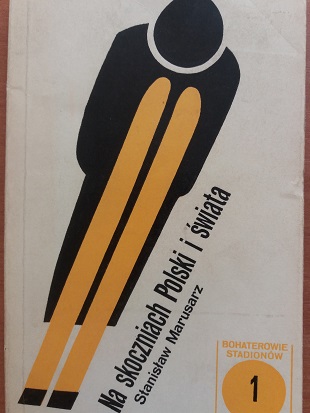 Na skoczniach Polski i świata
Stanisław Marusarz
BOHATEROWIE
STADIONÓW
1